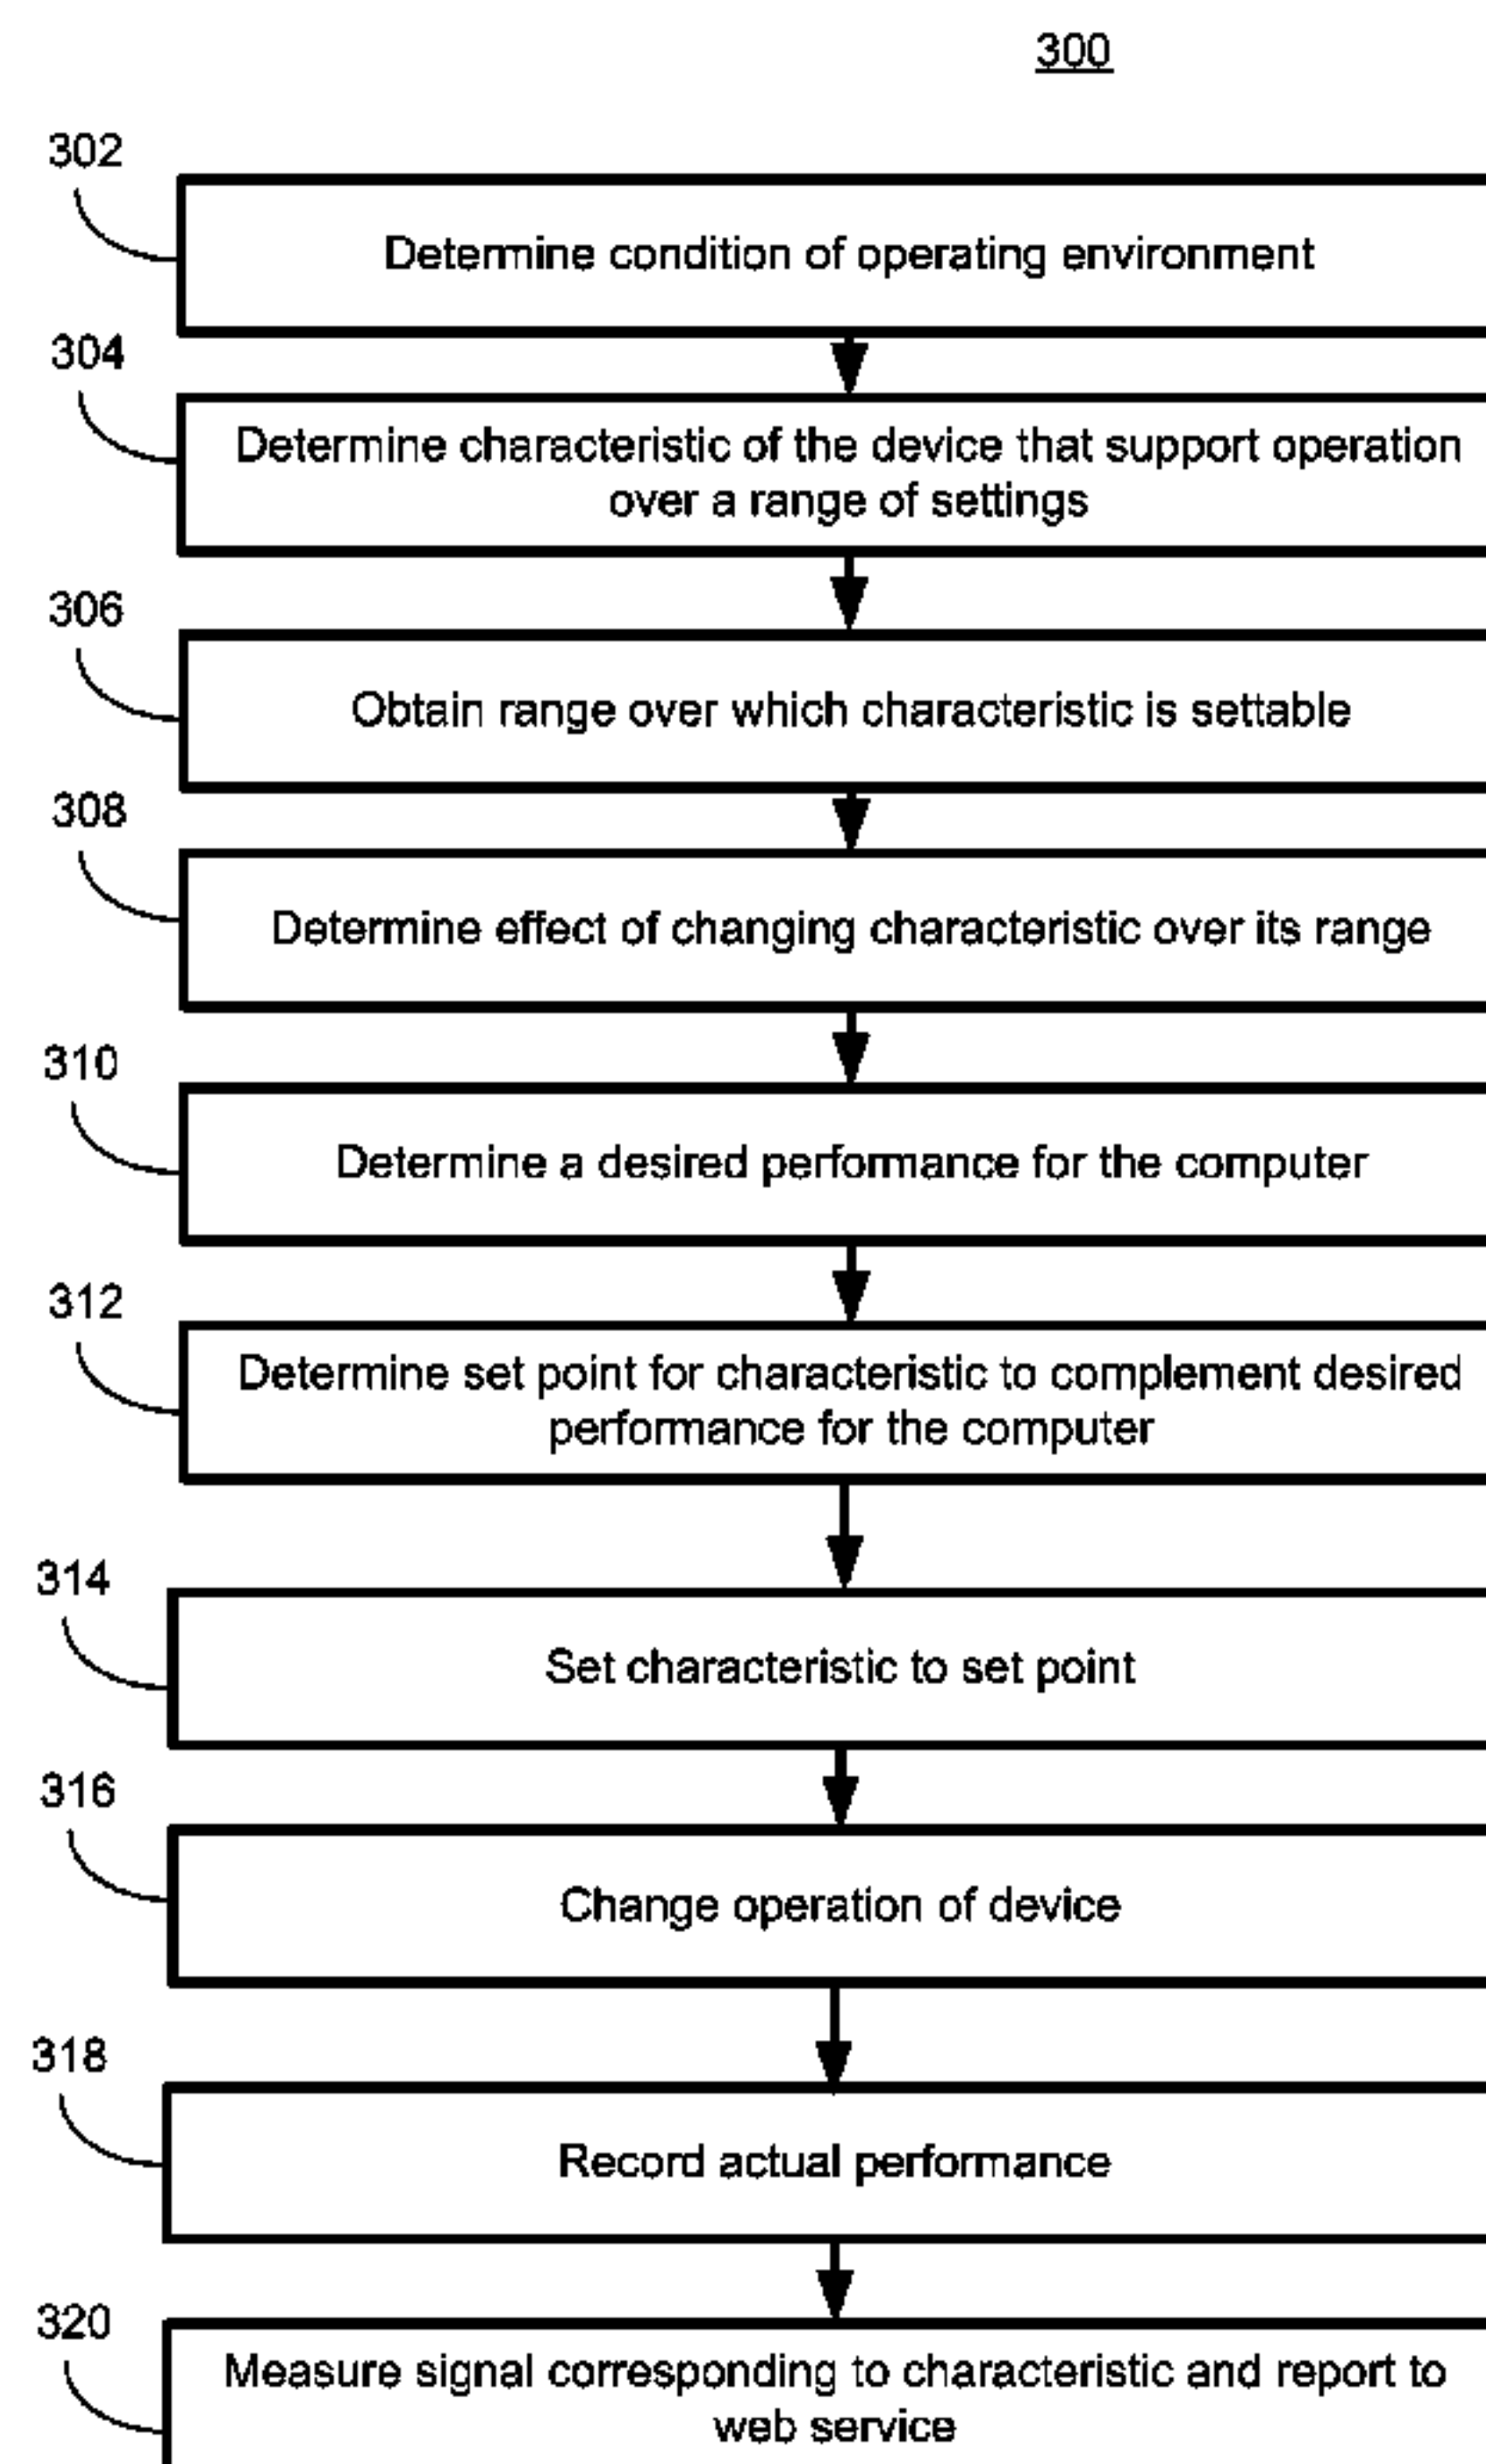 300
302
Determine condition of operating environment
304
Determine characteristic of the device that support operation
over a range of settings
306
Obtain range over which characteristic is settable
308
Determine effect of changing characteristic over its range
310
Determine a desired performance for the computer
312
Determine set point for characteristic to complement desired
performance for the computer
314
Set characteristic to set point
316
Change operation of device
318
Record actual performance
320
Measure signal corresponding to characteristic and report to
web service